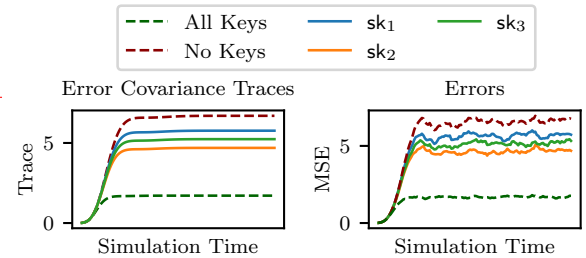 All Keys
No Keys
sk₁
sk₂
sk₃
Error Covariance Traces
Trace
5
0
Simulation Time
Errors
MSE
5
0
Simulation Time